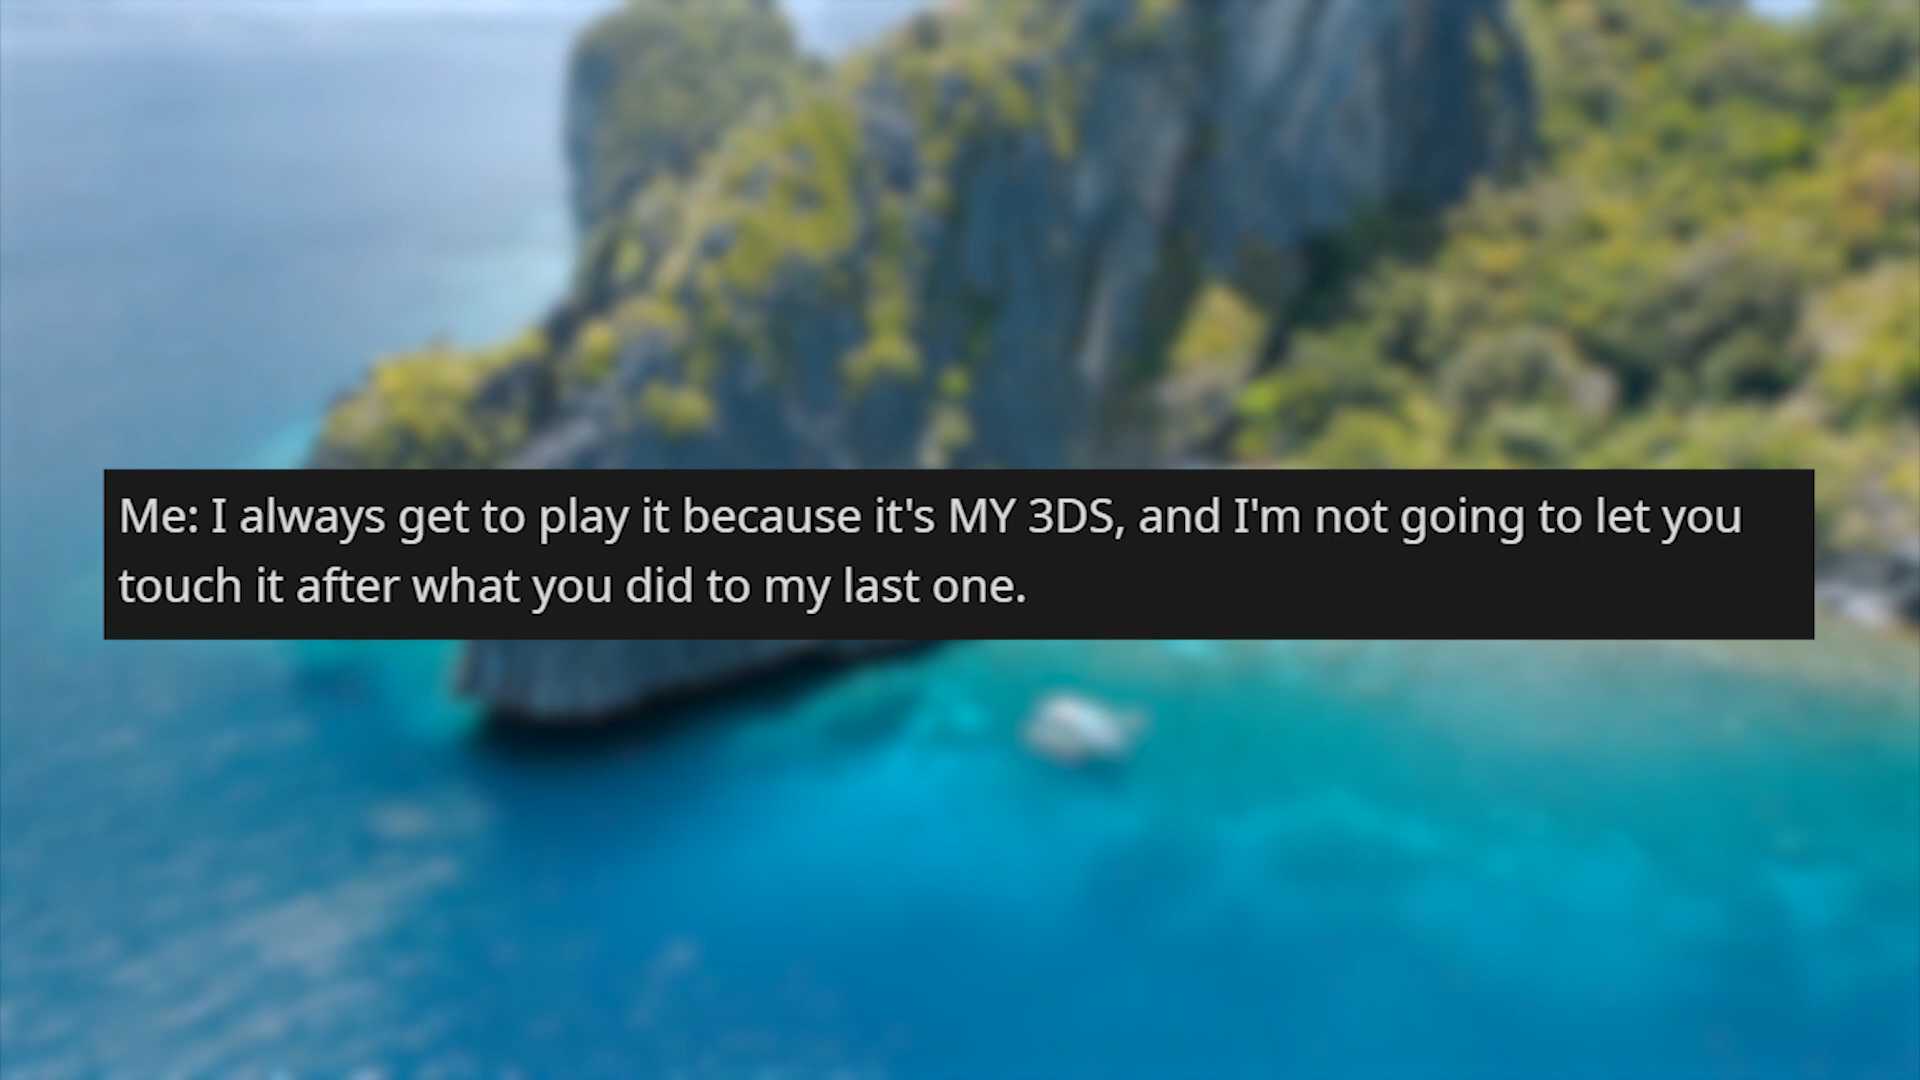 Me: I always get to play it because it's MY 3DS, and I'm not going to let you
touch it after what you did to my last one.